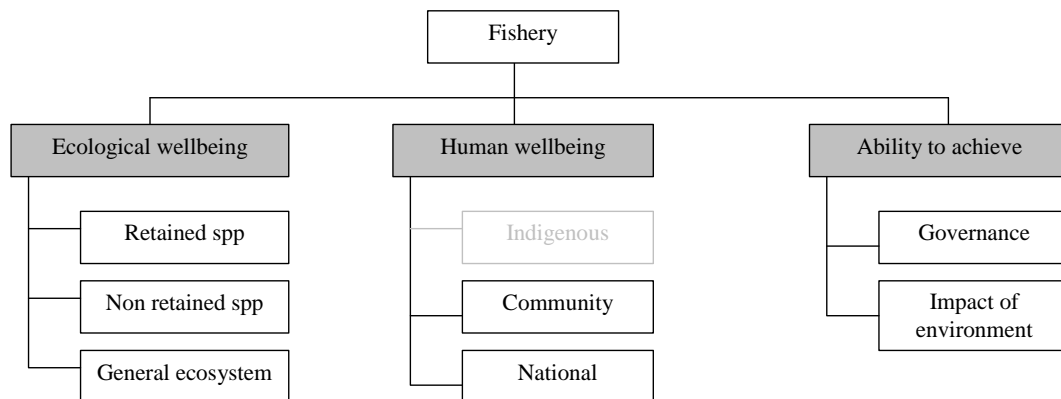 Fishery
Ecological wellbeing
Human wellbeing
Ability to achieve
Retained spp
Indigenous
Governance
Non retained spp
Community
Impact of
environment
General ecosystem
National